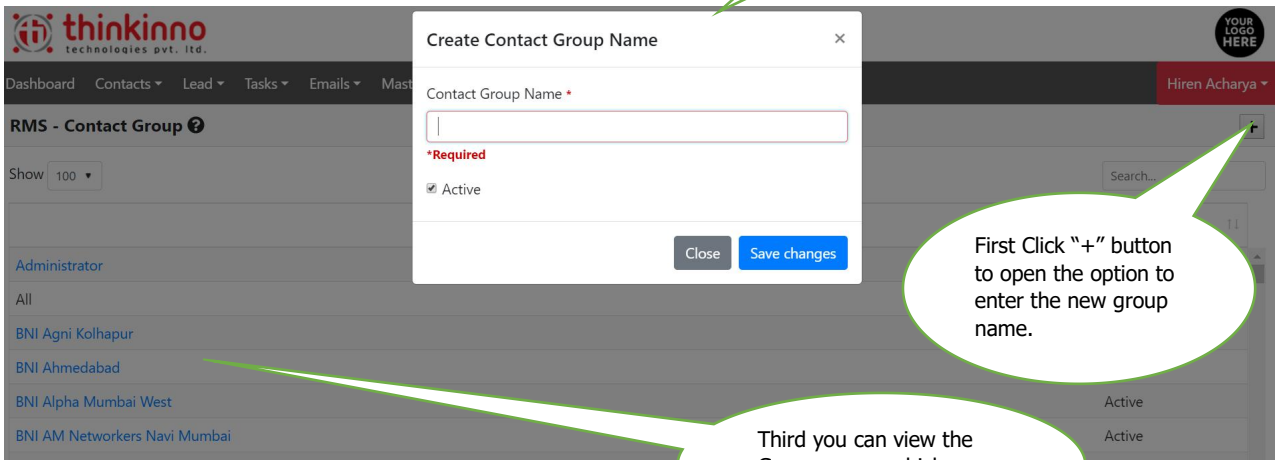 thinkinno
technologies pvt. ltd.
YOUR
LOGO
HERE
Dashboard Contacts Lead Tasks Emails Mast
Hiren Acharya
RMS - Contact Group
+
Show 100
Search...
Create Contact Group Name ×
Contact Group Name *
*Required
Active
Close Save changes
First Click “+” button
to open the option to
enter the new group
name.
Administrator
All
BNI Agni Kolhapur
BNI Ahmedabad
BNI Alpha Mumbai West Active
BNI AM Networkers Navi Mumbai Active
Third you can view the